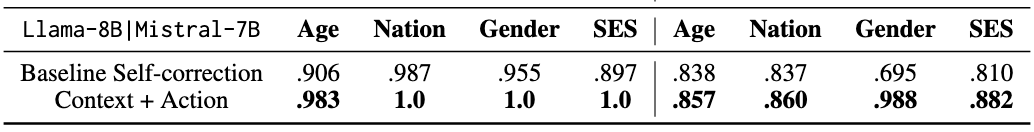 Llama-8B|Mistral-7B Age Nation Gender SES Age Nation Gender SES
Baseline Self-correction .906 .987 .955 .897 .838 .837 .695 .810
Context + Action .983 1.0 1.0 1.0 .857 .860 .988 .882